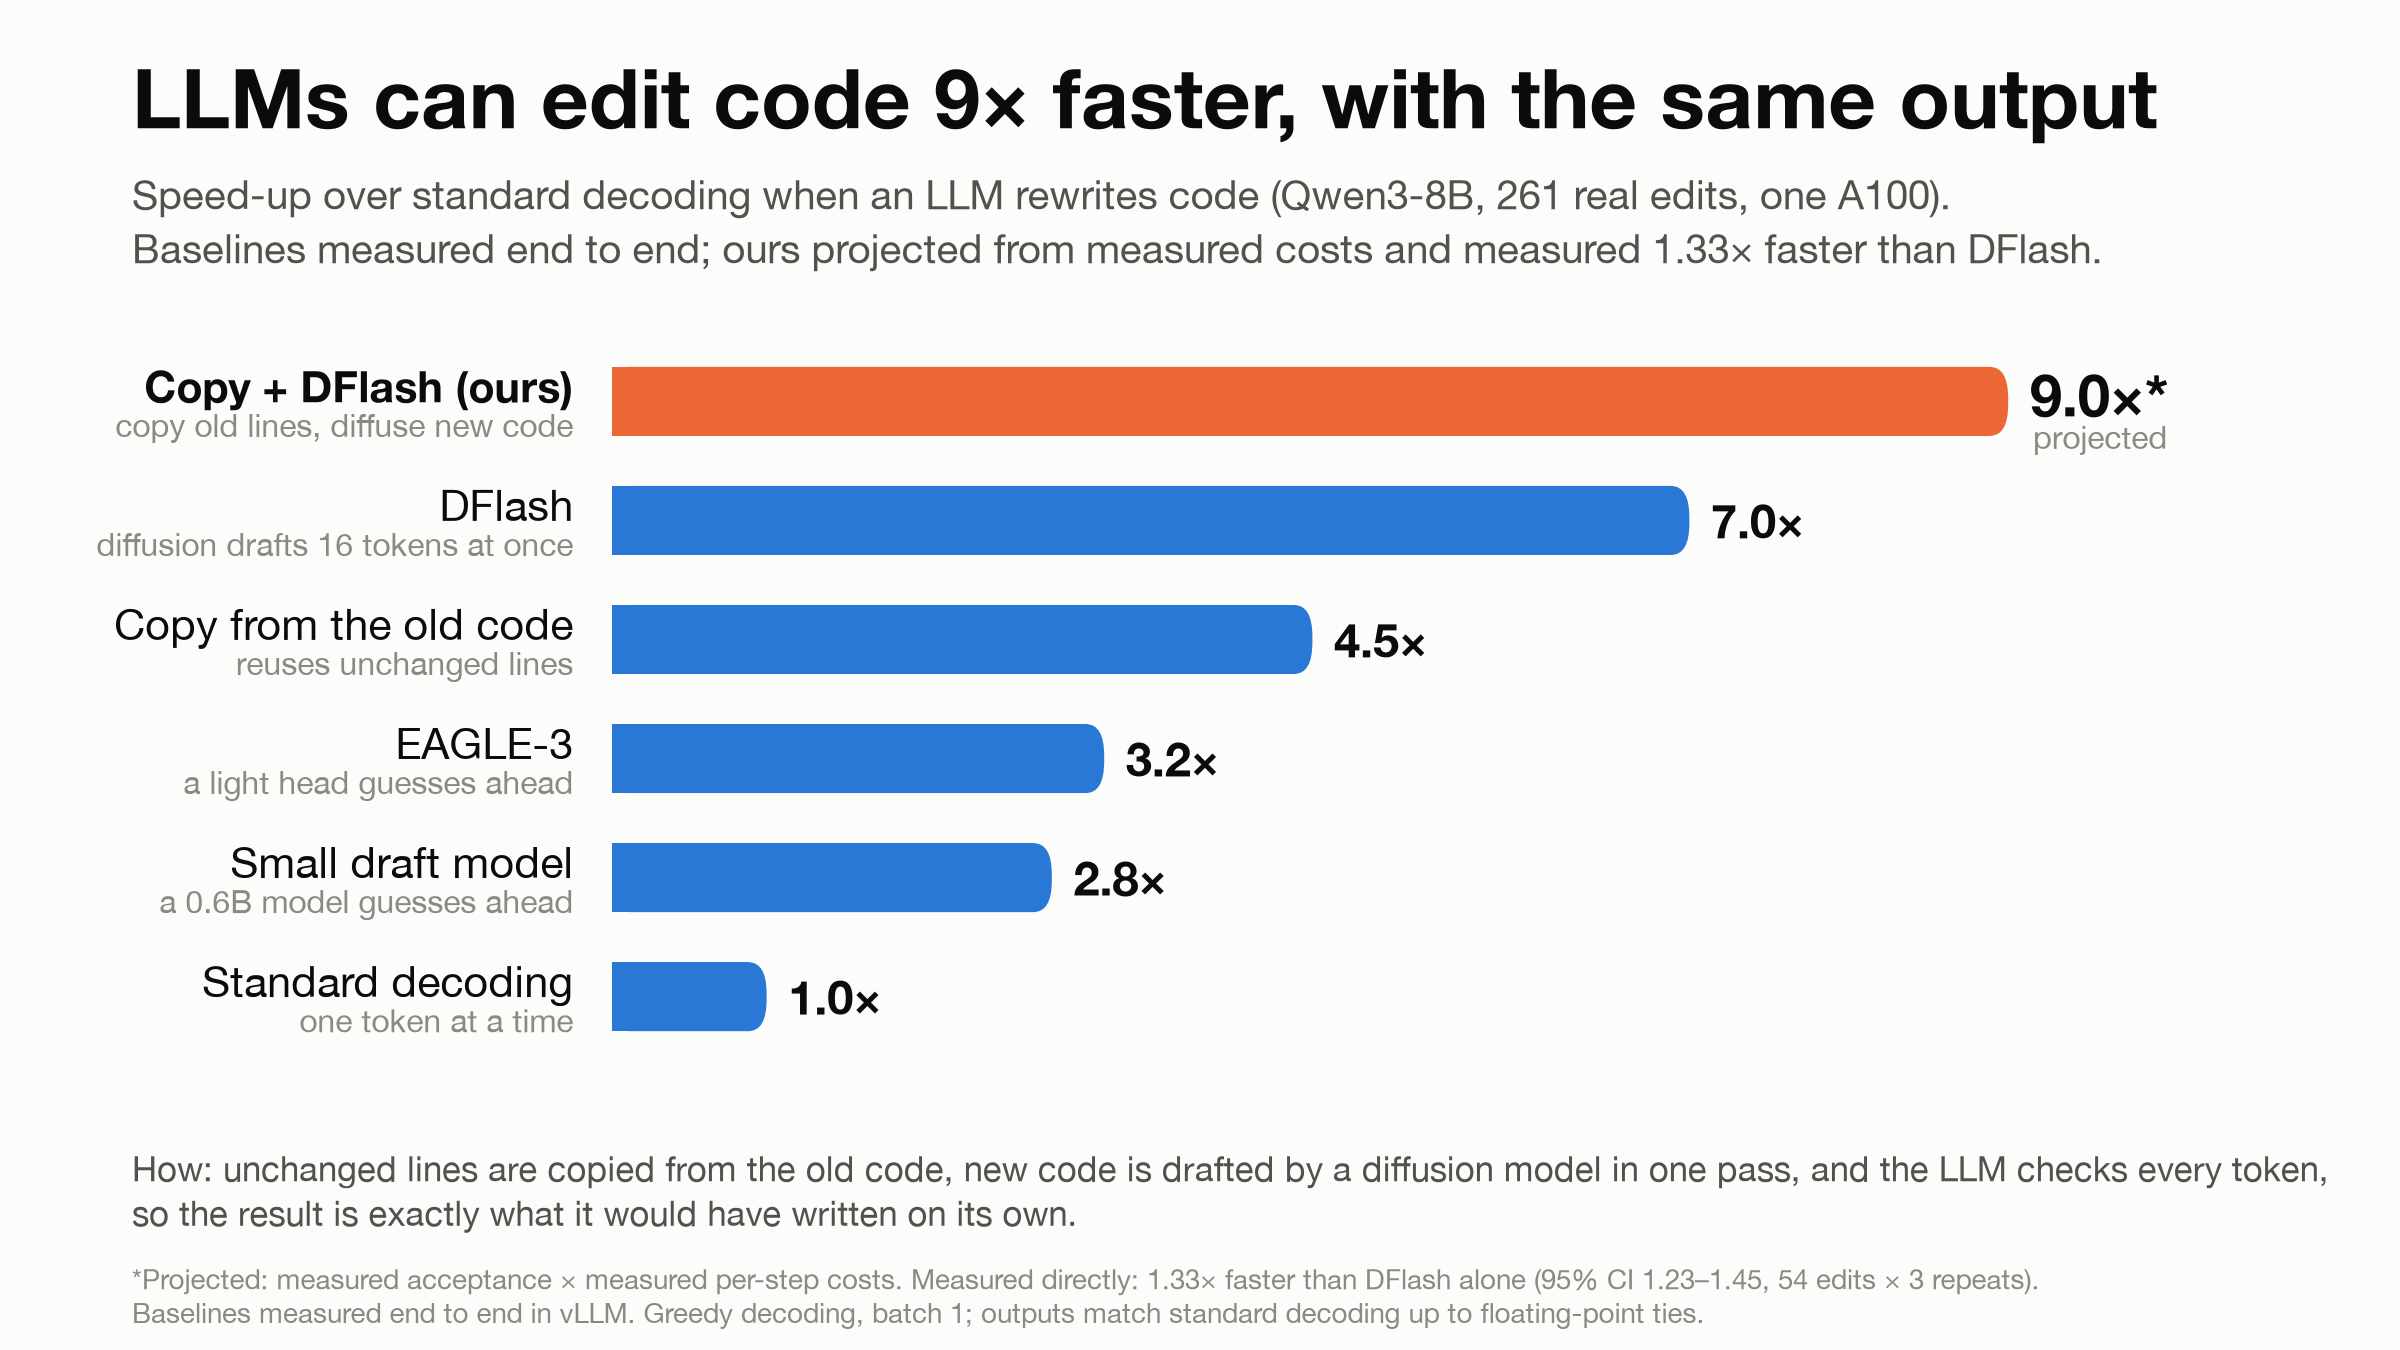 LLMs can edit code 9× faster, with the same output
Speed-up over standard decoding when an LLM rewrites code (Qwen3-8B, 261 real edits, one A100).
Baselines measured end to end; ours projected from measured costs and measured 1.33× faster than DFlash.
Copy + DFlash (ours)
copy old lines, diffuse new code
9.0×*
projected
DFlash
diffusion drafts 16 tokens at once
7.0×
Copy from the old code
reuses unchanged lines
4.5×
EAGLE-3
a light head guesses ahead
3.2×
Small draft model
a 0.6B model guesses ahead
2.8×
Standard decoding
one token at a time
1.0×
How: unchanged lines are copied from the old code, new code is drafted by a diffusion model in one pass, and the LLM checks every token,
so the result is exactly what it would have written on its own.
*Projected: measured acceptance × measured per-step costs. Measured directly: 1.33× faster than DFlash alone (95% CI 1.23–1.45, 54 edits × 3 repeats).
Baselines measured end to end in vLLM. Greedy decoding, batch 1; outputs match standard decoding up to floating-point ties.